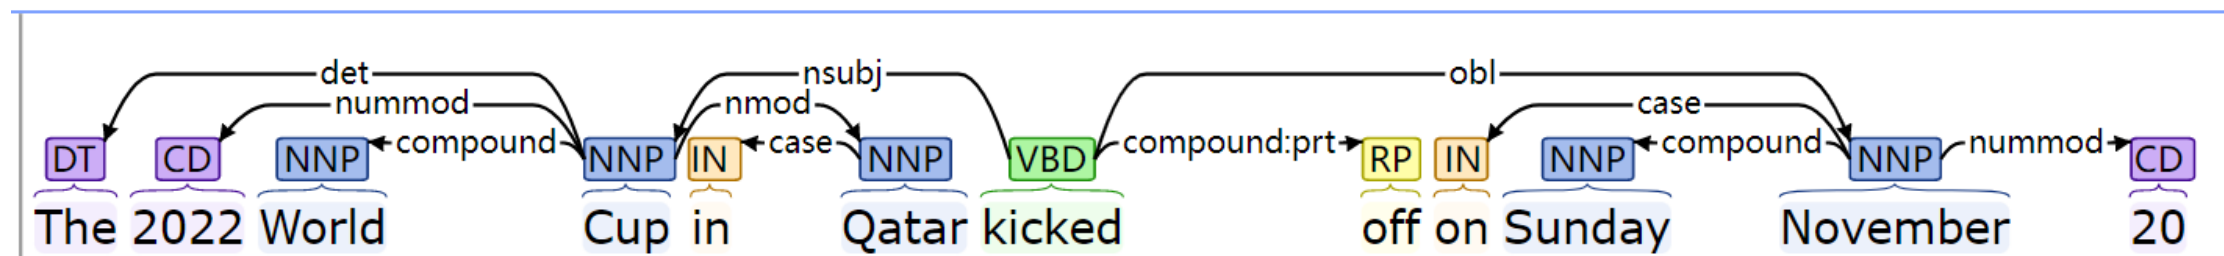 det nsubj obl
nummod nmod case
DT CD NNP compound NNP IN case NNP VBD compound:prt RP IN NNP compound NNP nummod CD
The 2022 World Cup in Qatar kicked off on Sunday November 20